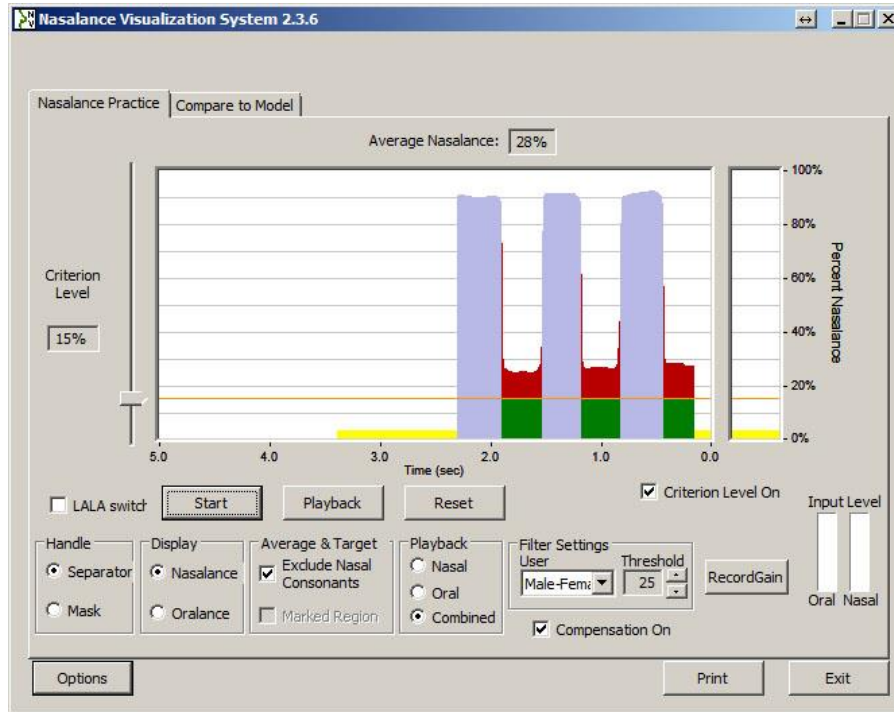 Nasalance Visualization System 2.3.6
Nasalance Practice
Compare to Model
Average Nasalance: 28%
Criterion
Level
15%
100%
80%
60%
40%
20%
0%
Percent Nasalance
5.0 4.0 3.0 2.0 1.0 0.0
Time (sec)
LALA switch
Start
Playback
Reset
Criterion Level On
Input Level
Oral Nasal
Handle
Separator
Mask
Display
Nasalance
Oralance
Average & Target
Exclude Nasal
Consonants
Marked Region
Playback
Nasal
Oral
Combined
Filter Settings
User Threshold
Male-Fema 25
Compensation On
RecordGain
Options
Print
Exit